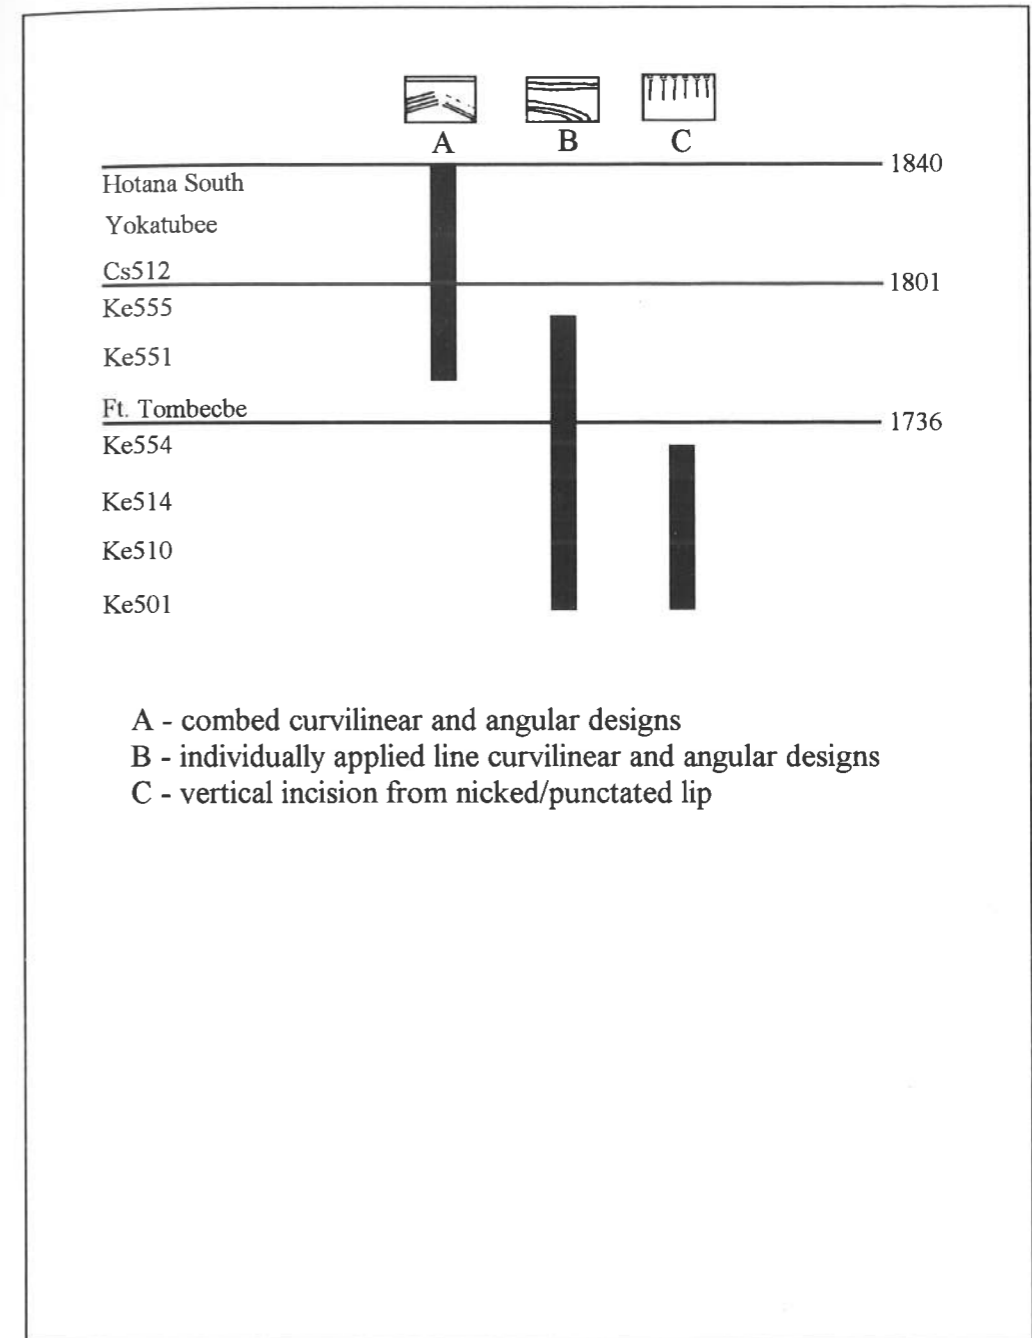 A B C
1840
Hotana South
Yokatubee
Cs512
1801
Ke555
Ke551
Ft. Tombecbe
1736
Ke554
Ke514
Ke510
Ke501
A - combed curvilinear and angular designs
B - individually applied line curvilinear and angular designs
C - vertical incision from nicked/punctated lip